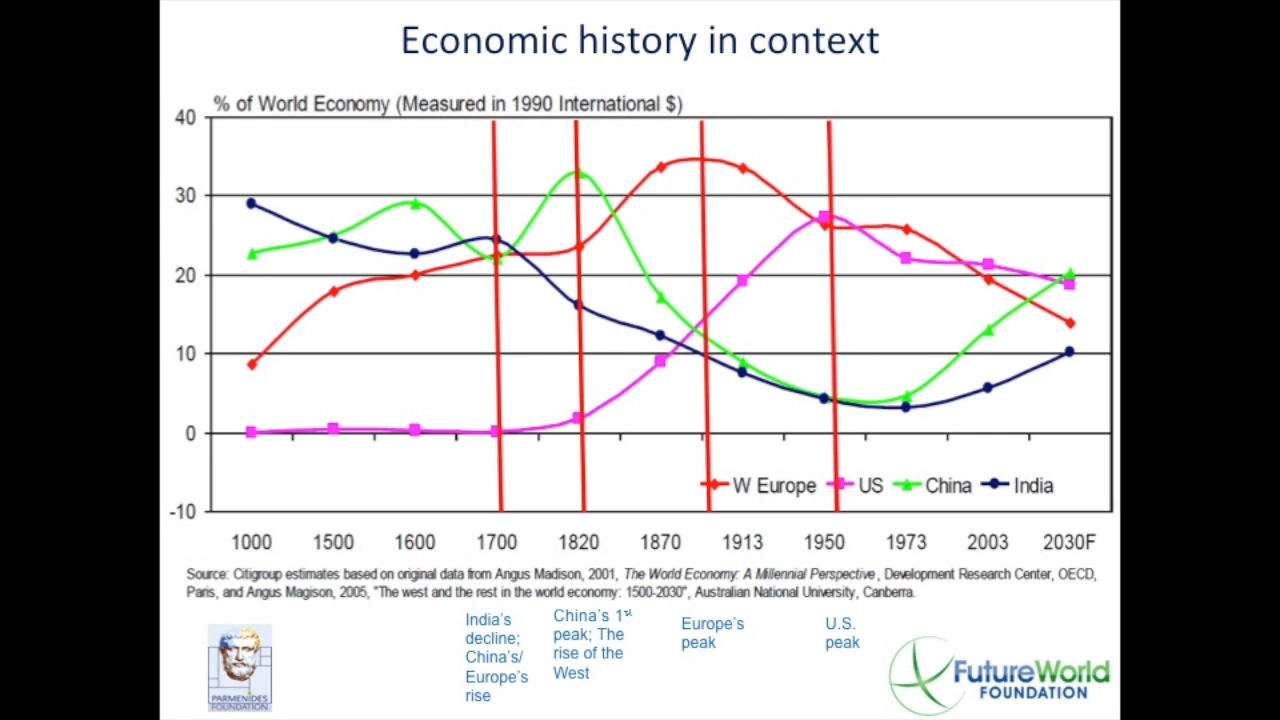 Economic history in context
% of World Economy (Measured in 1990 International $)
40
30
20
10
0
-10
W Europe US China India
1000 1500 1600 1700 1820 1870 1913 1950 1973 2003 2030F
Source: Citigroup estimates based on original data from Angus Madison, 2001, The World Economy: A Millennial Perspective, Development Research Center, OECD,
Paris, and Angus Magison, 2005, "The west and the rest in the world economy: 1500-2030", Australian National University, Canberra.
India's
decline;
China's/
Europe's
rise
China's 1st
peak; The
rise of the
West
Europe's
peak
U.S.
peak
PARMENIDES
FOUNDATION
FutureWorld
FOUNDATION